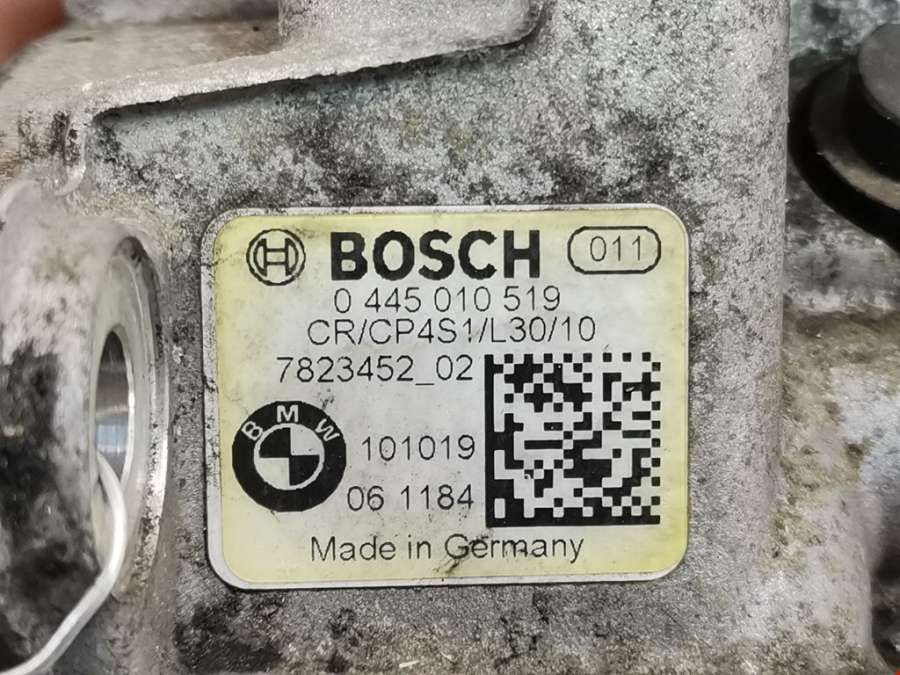 BOSCH 011
0 445 010 519
CR/CP4S1/L30/10
7823452_02
BMW
101019
06 1184
Made in Germany